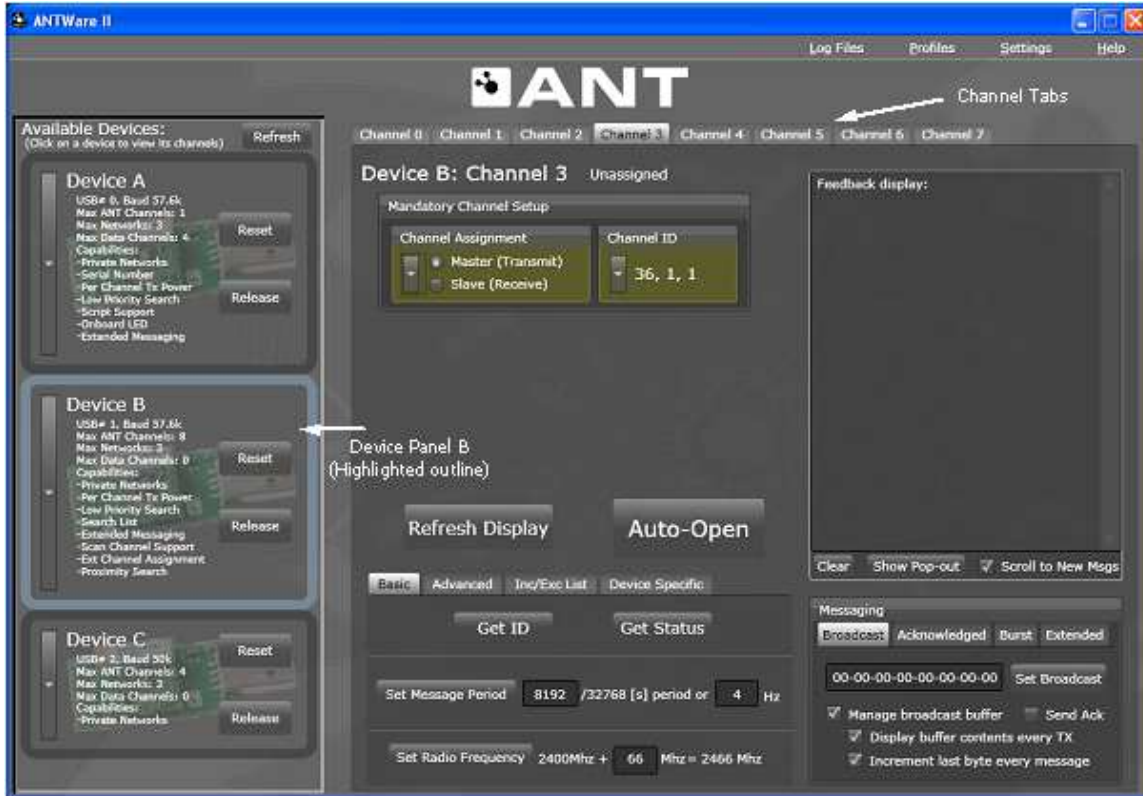 ANTWare II
Log Files Profiles Settings Help
ANT
Channel Tabs
Available Devices:
(Click on a device to view its channels)
Refresh
Device A
USB# 0, Baud 57.6k
Max ANT Channels: 1
Max Networks: 3
Max Data Channels: 4
Capabilities:
-Private Networks
-Serial Number
-Per Channel Tx Power
-Low Priority Search
-Script Support
-Onboard LED
-Extended Messaging
Reset
Release
Device B
USB# 1, Baud 57.6k
Max ANT Channels: 8
Max Networks: 3
Max Data Channels: 0
Capabilities:
-Private Networks
-Per Channel Tx Power
-Low Priority Search
-Search List
-Extended Messaging
-Scan Channel Support
-Ext Channel Assignment
-Proximity Search
Reset
Release
Device C
USB# 2, Baud 50k
Max ANT Channels: 4
Max Networks: 3
Max Data Channels: 0
Capabilities:
-Private Networks
Reset
Release
Channel 0 Channel 1 Channel 2 Channel 3 Channel 4 Channel 5 Channel 6 Channel 7
Device B: Channel 3 Unassigned
Mandatory Channel Setup
Channel Assignment
Master (Transmit)
Slave (Receive)
Channel ID
36, 1, 1
Device Panel B
(Highlighted outline)
Refresh Display
Auto-Open
Basic Advanced Inc/Exc List Device Specific
Get ID Get Status
Set Message Period 8192 /32768 [s] period or 4 Hz
Set Radio Frequency 2400Mhz + 66 Mhz= 2466 Mhz
Feedback display:
Clear Show Pop-out Scroll to New Msgs
Messaging
Broadcast Acknowledged Burst Extended
00-00-00-00-00-00-00-00 Set Broadcast
Manage broadcast buffer Send Ack
Display buffer contents every TX
Increment last byte every message